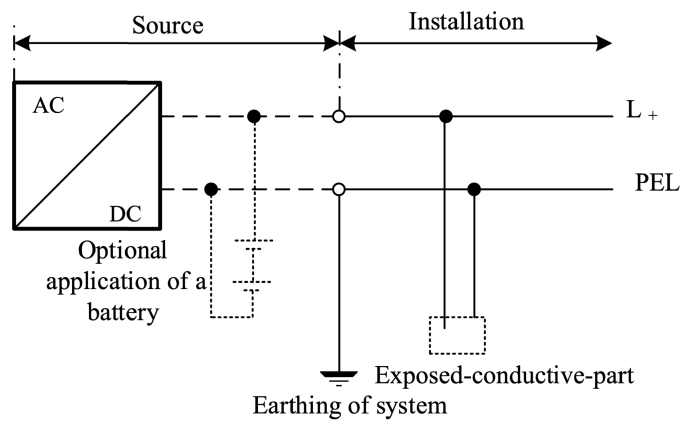 Source
Installation
AC
DC
L +
PEL
Optional
application of a
battery
Exposed-conductive-part
Earthing of system